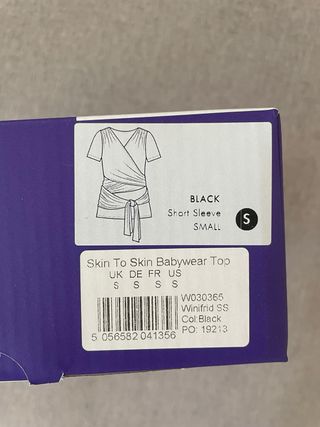 BLACK
Short Sleeve
SMALL
S
Skin To Skin Babywear Top
UK DE FR US
S S S S
W030365
Winifrid SS
Col:Black
PO: 19213
5 056582 041356